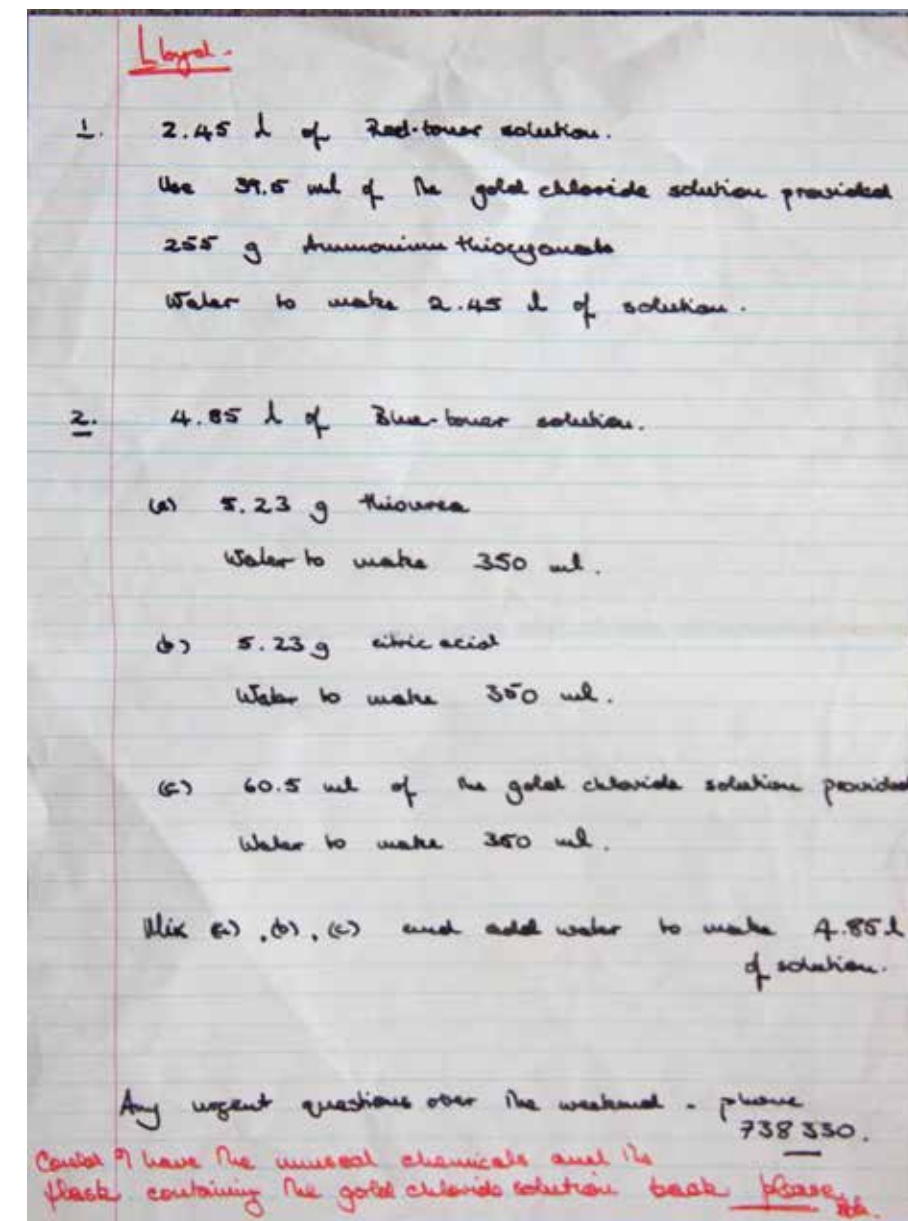 Lloyd.
1. 2.45 l of Red-toner solution.
Use 39.5 ml of the gold chloride solution provided
255 g Ammonium thiocyanate
Water to make 2.45 l of solution.
2. 4.85 l of Blue-toner solution.
(a) 5.23 g thiourea
Water to make 350 ml.
(b) 5.23 g citric acid
Water to make 350 ml.
(c) 60.5 ml of the gold chloride solution provided
Water to make 350 ml.
Mix (a), (b), (c) and add water to make 4.85 l
of solution.
Any urgent questions over the weekend - phone
738 330.
Could I have the unused chemicals and the
flask containing the gold chloride solution back please